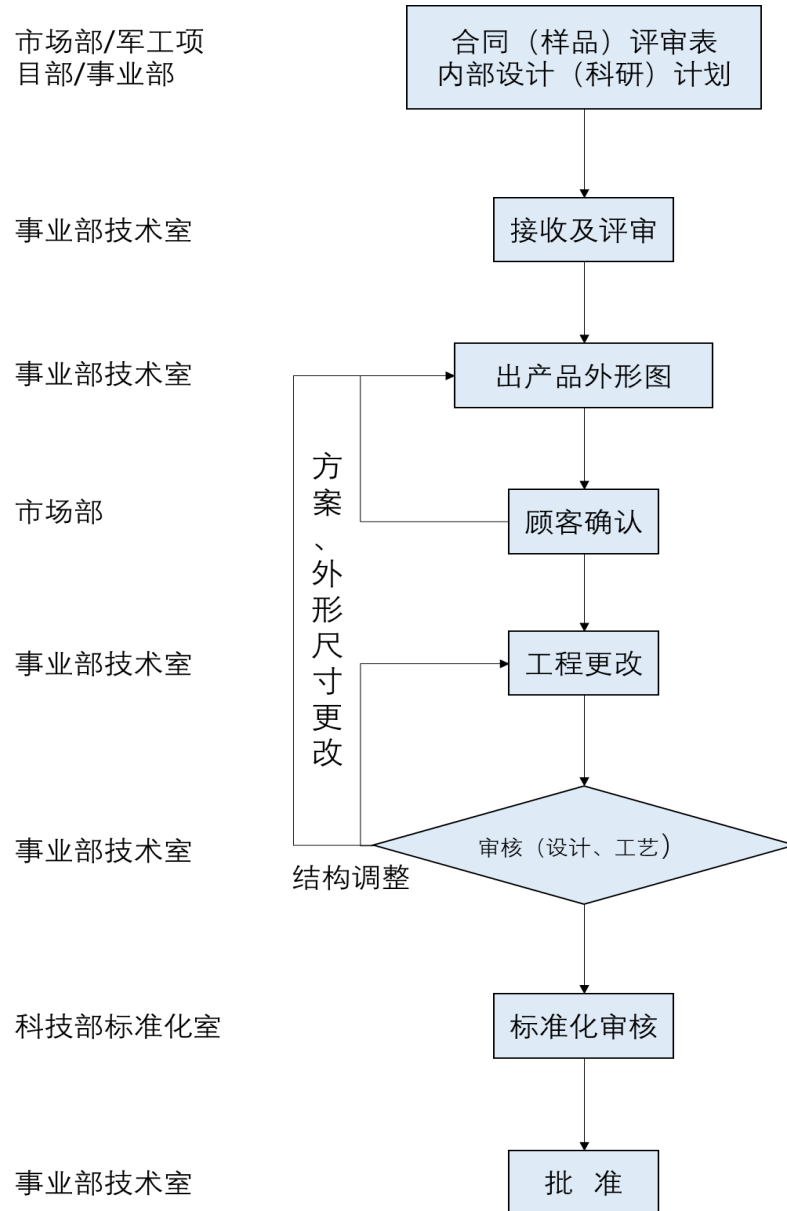 市场部/军工项
目部/事业部
合同（样品）评审表
内部设计（科研）计划
事业部技术室
接收及评审
事业部技术室
出产品外形图
方案、外形尺寸更改
市场部
顾客确认
事业部技术室
工程更改
事业部技术室
审核（设计、工艺）
结构调整
科技部标准化室
标准化审核
事业部技术室
批 准